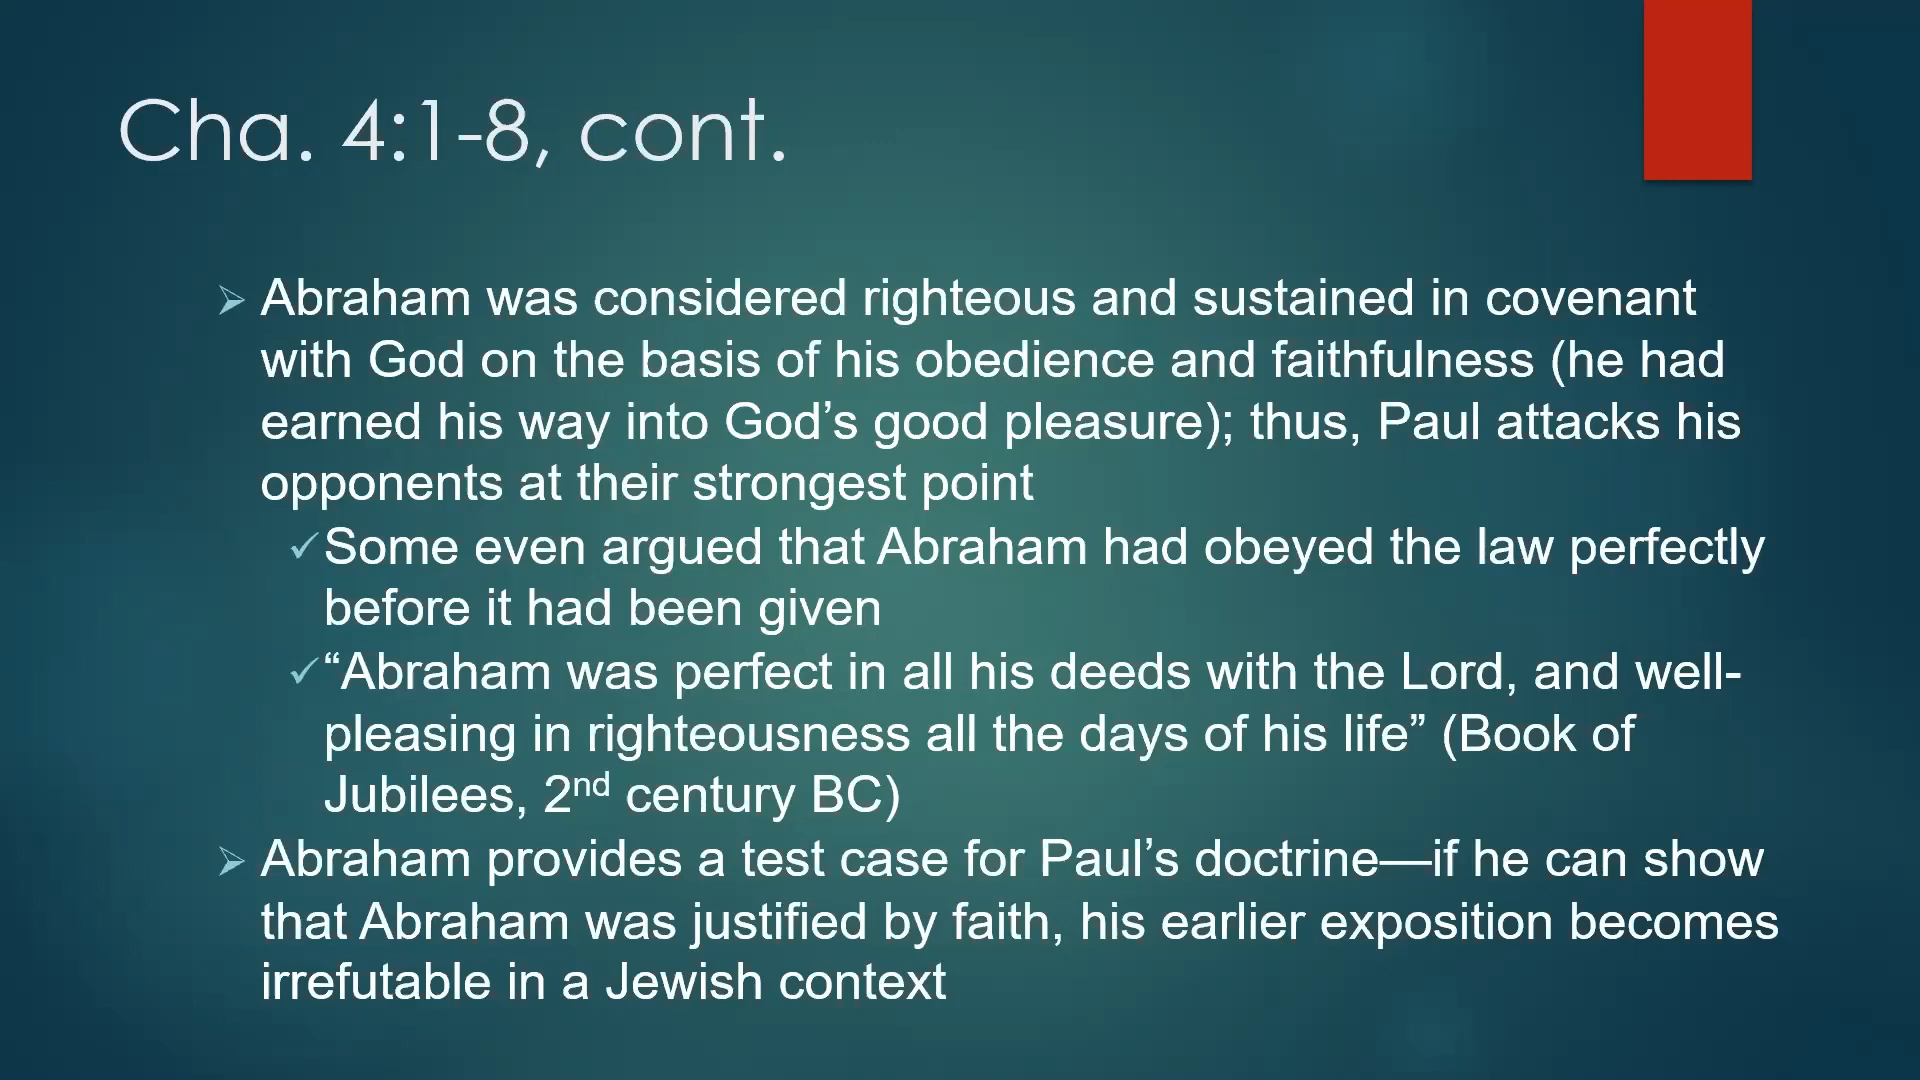 Cha. 4:1-8, cont.
Abraham was considered righteous and sustained in covenant
with God on the basis of his obedience and faithfulness (he had
earned his way into God’s good pleasure); thus, Paul attacks his
opponents at their strongest point
Some even argued that Abraham had obeyed the law perfectly
before it had been given
“Abraham was perfect in all his deeds with the Lord, and well-
pleasing in righteousness all the days of his life” (Book of
Jubilees, 2nd century BC)
Abraham provides a test case for Paul’s doctrine—if he can show
that Abraham was justified by faith, his earlier exposition becomes
irrefutable in a Jewish context